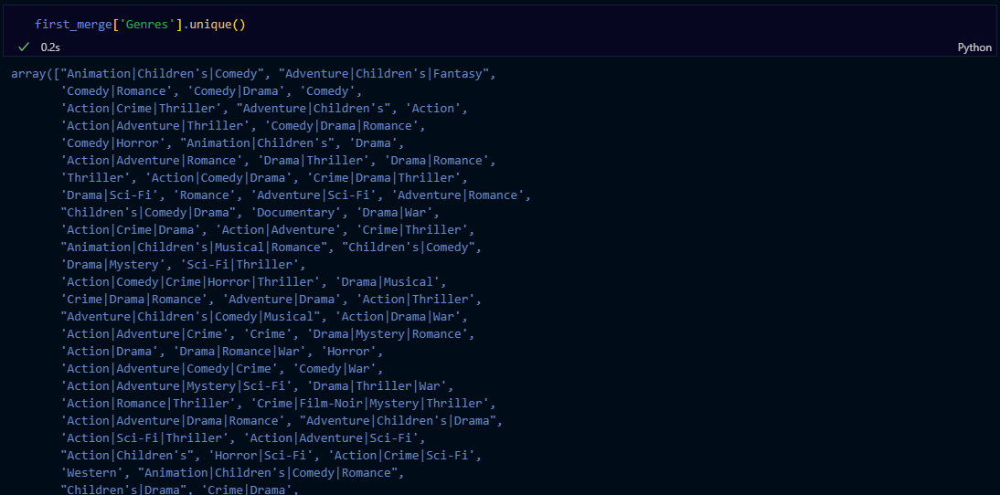 first_merge['Genres'].unique()
✓ 0.2s Python
array(["Animation|Children's|Comedy", "Adventure|Children's|Fantasy",
'Comedy|Romance', 'Comedy|Drama', 'Comedy',
'Action|Crime|Thriller', "Adventure|Children's", 'Action',
'Action|Adventure|Thriller', 'Comedy|Drama|Romance',
'Comedy|Horror', "Animation|Children's", 'Drama',
'Action|Adventure|Romance', 'Drama|Thriller', 'Drama|Romance',
'Thriller', 'Action|Comedy|Drama', 'Crime|Drama|Thriller',
'Drama|Sci-Fi', 'Romance', 'Adventure|Sci-Fi', 'Adventure|Romance',
"Children's|Comedy|Drama", 'Documentary', 'Drama|War',
'Action|Crime|Drama', 'Action|Adventure', 'Crime|Thriller',
"Animation|Children's|Musical|Romance", "Children's|Comedy",
'Drama|Mystery', 'Sci-Fi|Thriller',
'Action|Comedy|Crime|Horror|Thriller', 'Drama|Musical',
'Crime|Drama|Romance', 'Adventure|Drama', 'Action|Thriller',
"Adventure|Children's|Comedy|Musical", 'Action|Drama|War',
'Action|Adventure|Crime', 'Crime', 'Drama|Mystery|Romance',
'Action|Drama', 'Drama|Romance|War', 'Horror',
'Action|Adventure|Comedy|Crime', 'Comedy|War',
'Action|Adventure|Mystery|Sci-Fi', 'Drama|Thriller|War',
'Action|Romance|Thriller', 'Crime|Film-Noir|Mystery|Thriller',
'Action|Adventure|Drama|Romance', "Adventure|Children's|Drama",
'Action|Sci-Fi|Thriller', 'Action|Adventure|Sci-Fi',
"Action|Children's", 'Horror|Sci-Fi', 'Action|Crime|Sci-Fi',
'Western', "Animation|Children's|Comedy|Romance",
"Children's|Drama", 'Crime|Drama',